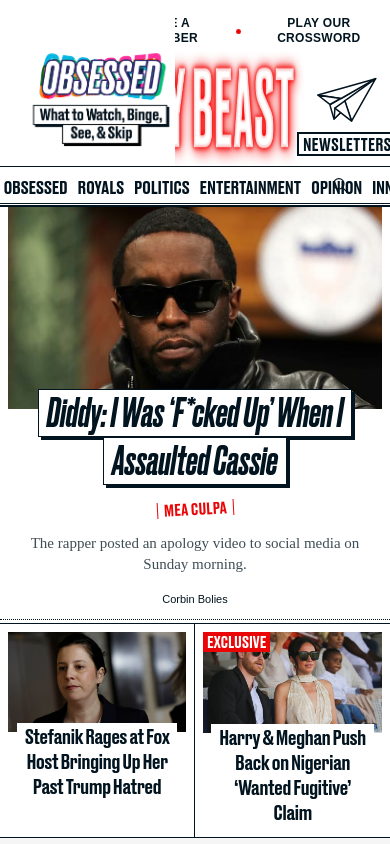 E A
BER
PLAY OUR
CROSSWORD
OBSESSED
What to Watch, Binge,
See, & Skip
Y BEAST
NEWSLETTERS
OBSESSED ROYALS POLITICS ENTERTAINMENT OPINION INN
Diddy: I Was ‘F*cked Up’ When I
Assaulted Cassie
MEA CULPA
The rapper posted an apology video to social media on
Sunday morning.
Corbin Bolies
Stefanik Rages at Fox
Host Bringing Up Her
Past Trump Hatred
EXCLUSIVE
Harry & Meghan Push
Back on Nigerian
‘Wanted Fugitive’
Claim